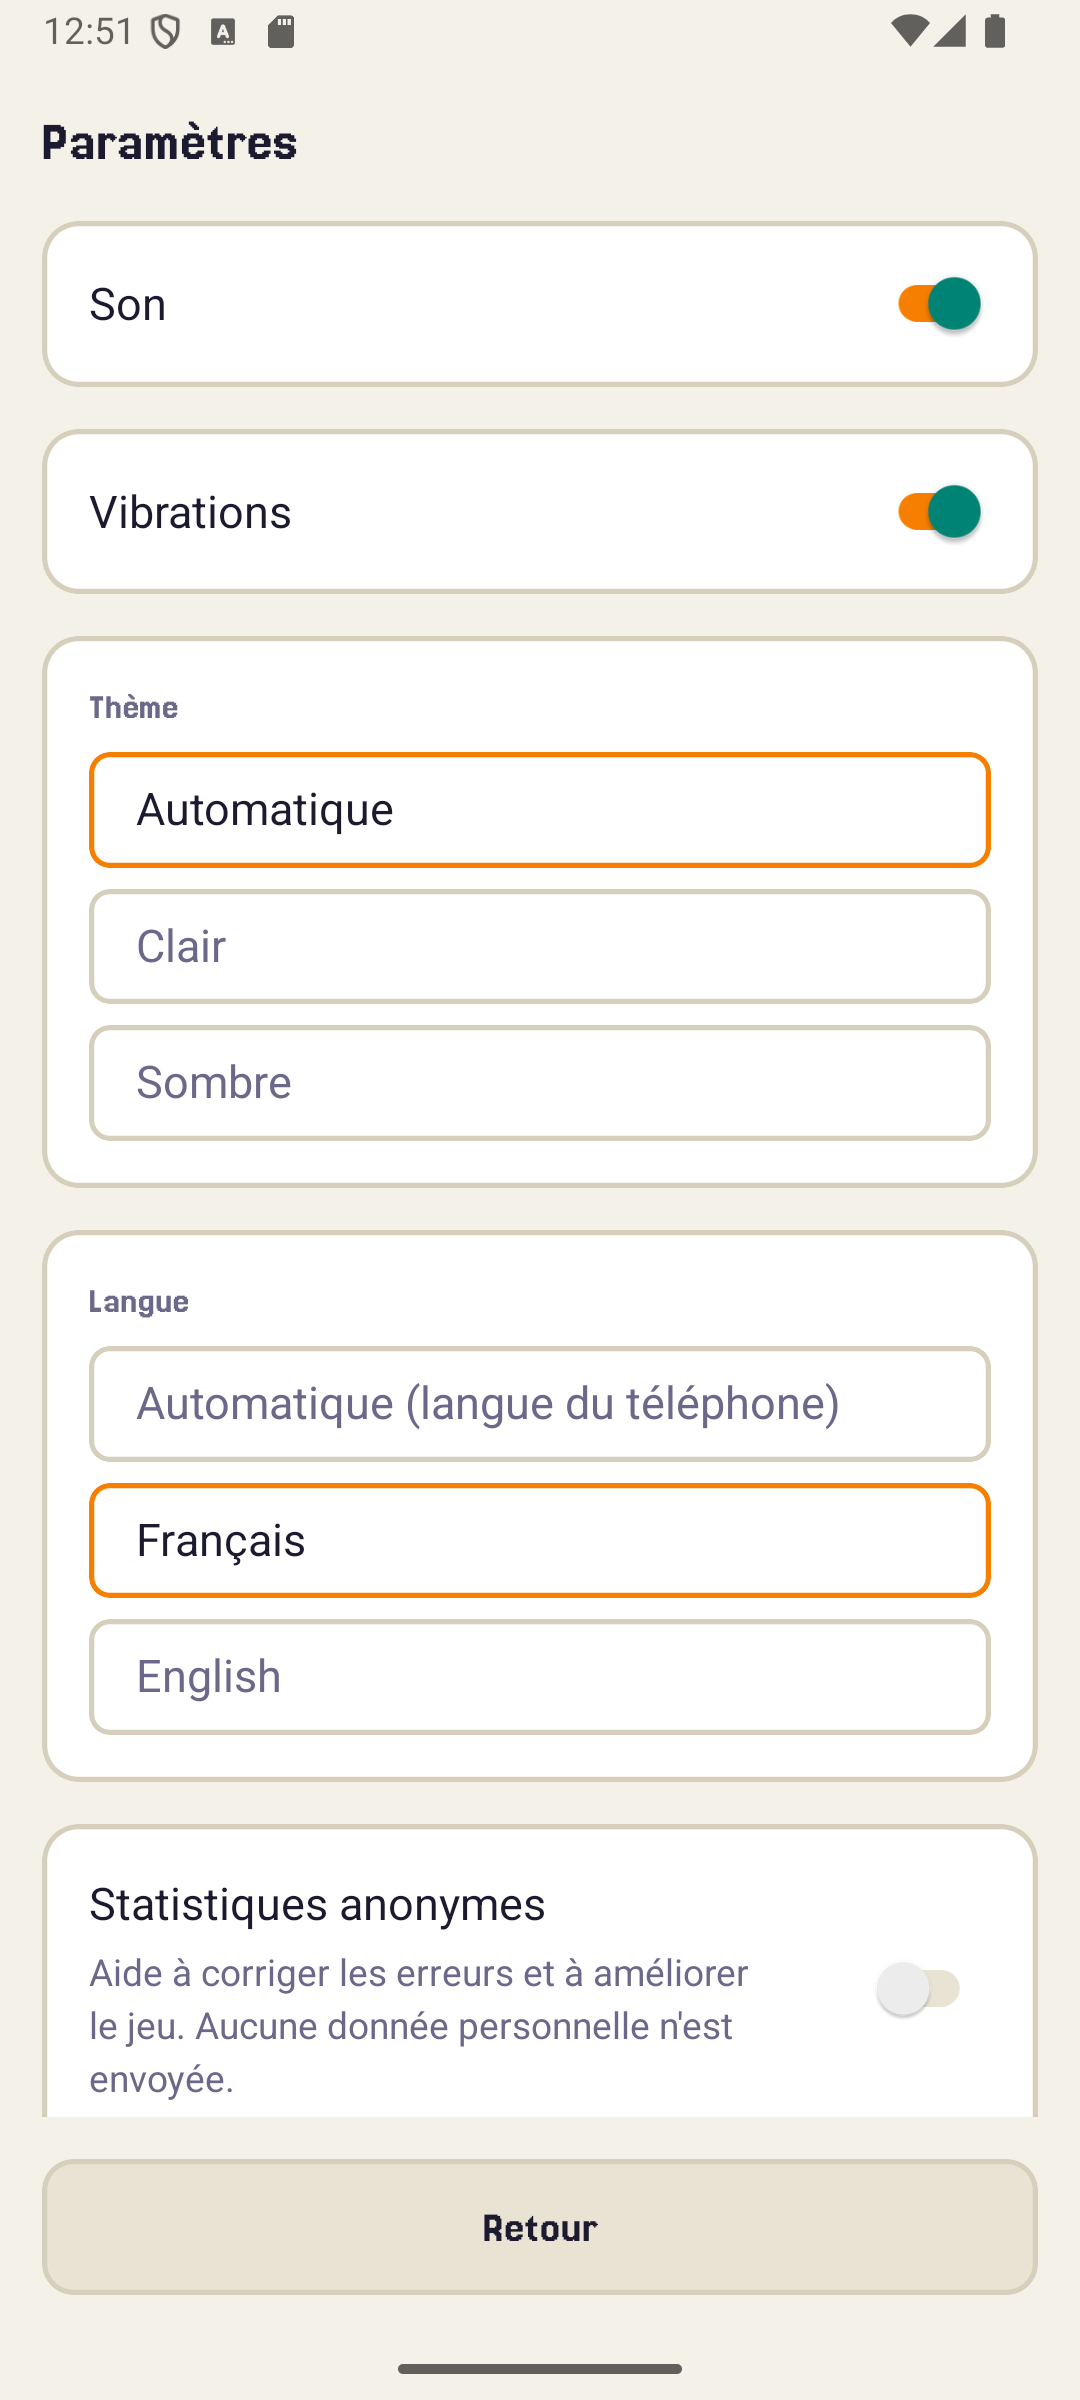 12:51
Paramètres
Son
Vibrations
Thème
Automatique
Clair
Sombre
Langue
Automatique (langue du téléphone)
Français
English
Statistiques anonymes
Aide à corriger les erreurs et à améliorer
le jeu. Aucune donnée personnelle n'est
envoyée.
Retour